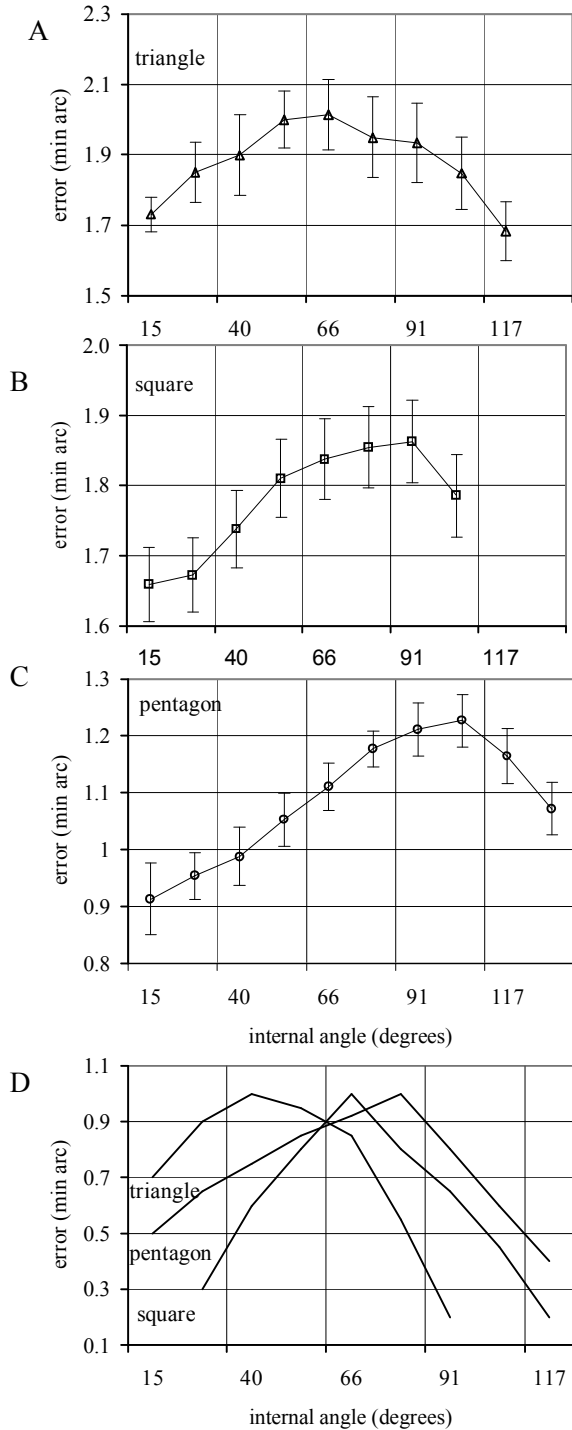 A
triangle
error (min arc)
2.3
2.1
1.9
1.7
1.5
15 40 66 91 117
B
square
error (min arc)
2.0
1.9
1.8
1.7
1.6
15 40 66 91 117
C
pentagon
error (min arc)
1.3
1.2
1.1
1
0.9
0.8
15 40 66 91 117
internal angle (degrees)
D
error (min arc)
1.1
0.9
0.7
0.5
0.3
0.1
triangle
pentagon
square
15 40 66 91 117
internal angle (degrees)